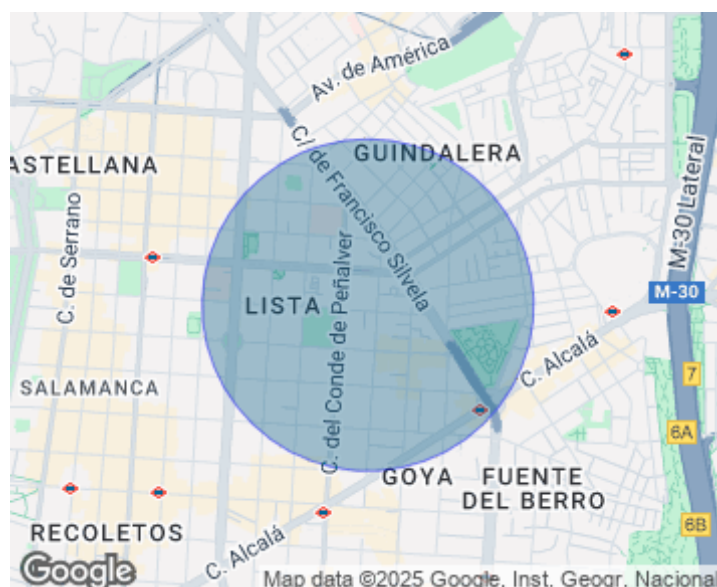 Av. de América
C/ de Francisco Silvela
GUINDALERA
ASTELLANA
M-30 Lateral
C. de Serrano
C. del Conde de Peñalver
LISTA
M-30
C. Alcalá
SALAMANCA
7
6A
GOYA
FUENTE
DEL BERRO
RECOLETOS
C. Alcalá
6B
Google
Map data ©2025 Google, Inst. Geogr. Nacional